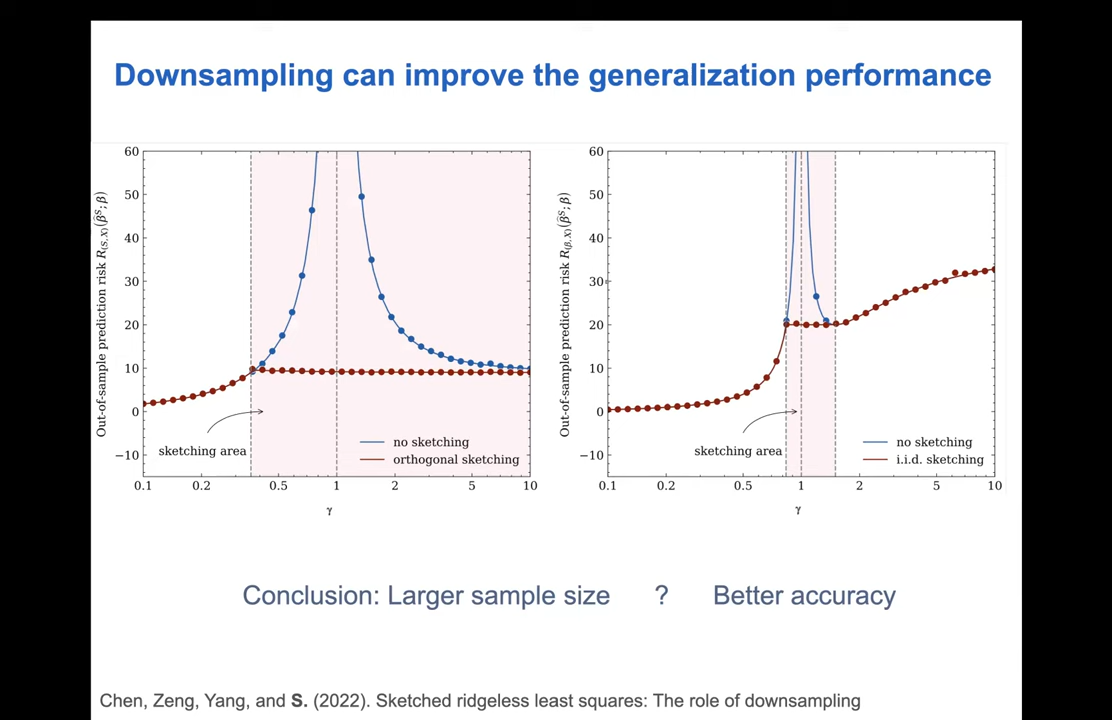 Downsampling can improve the generalization performance
Out-of-sample prediction risk R_{(S,X)}(β̂^S; β)
60
50
40
30
20
10
0
−10
0.1 0.2 0.5 1 2 5 10
γ
sketching area
no sketching
orthogonal sketching
Out-of-sample prediction risk R_{(β,X)}(β̂^S; β)
60
50
40
30
20
10
0
−10
0.1 0.2 0.5 1 2 5 10
γ
sketching area
no sketching
i.i.d. sketching
Conclusion: Larger sample size ? Better accuracy
Chen, Zeng, Yang, and S. (2022). Sketched ridgeless least squares: The role of downsampling